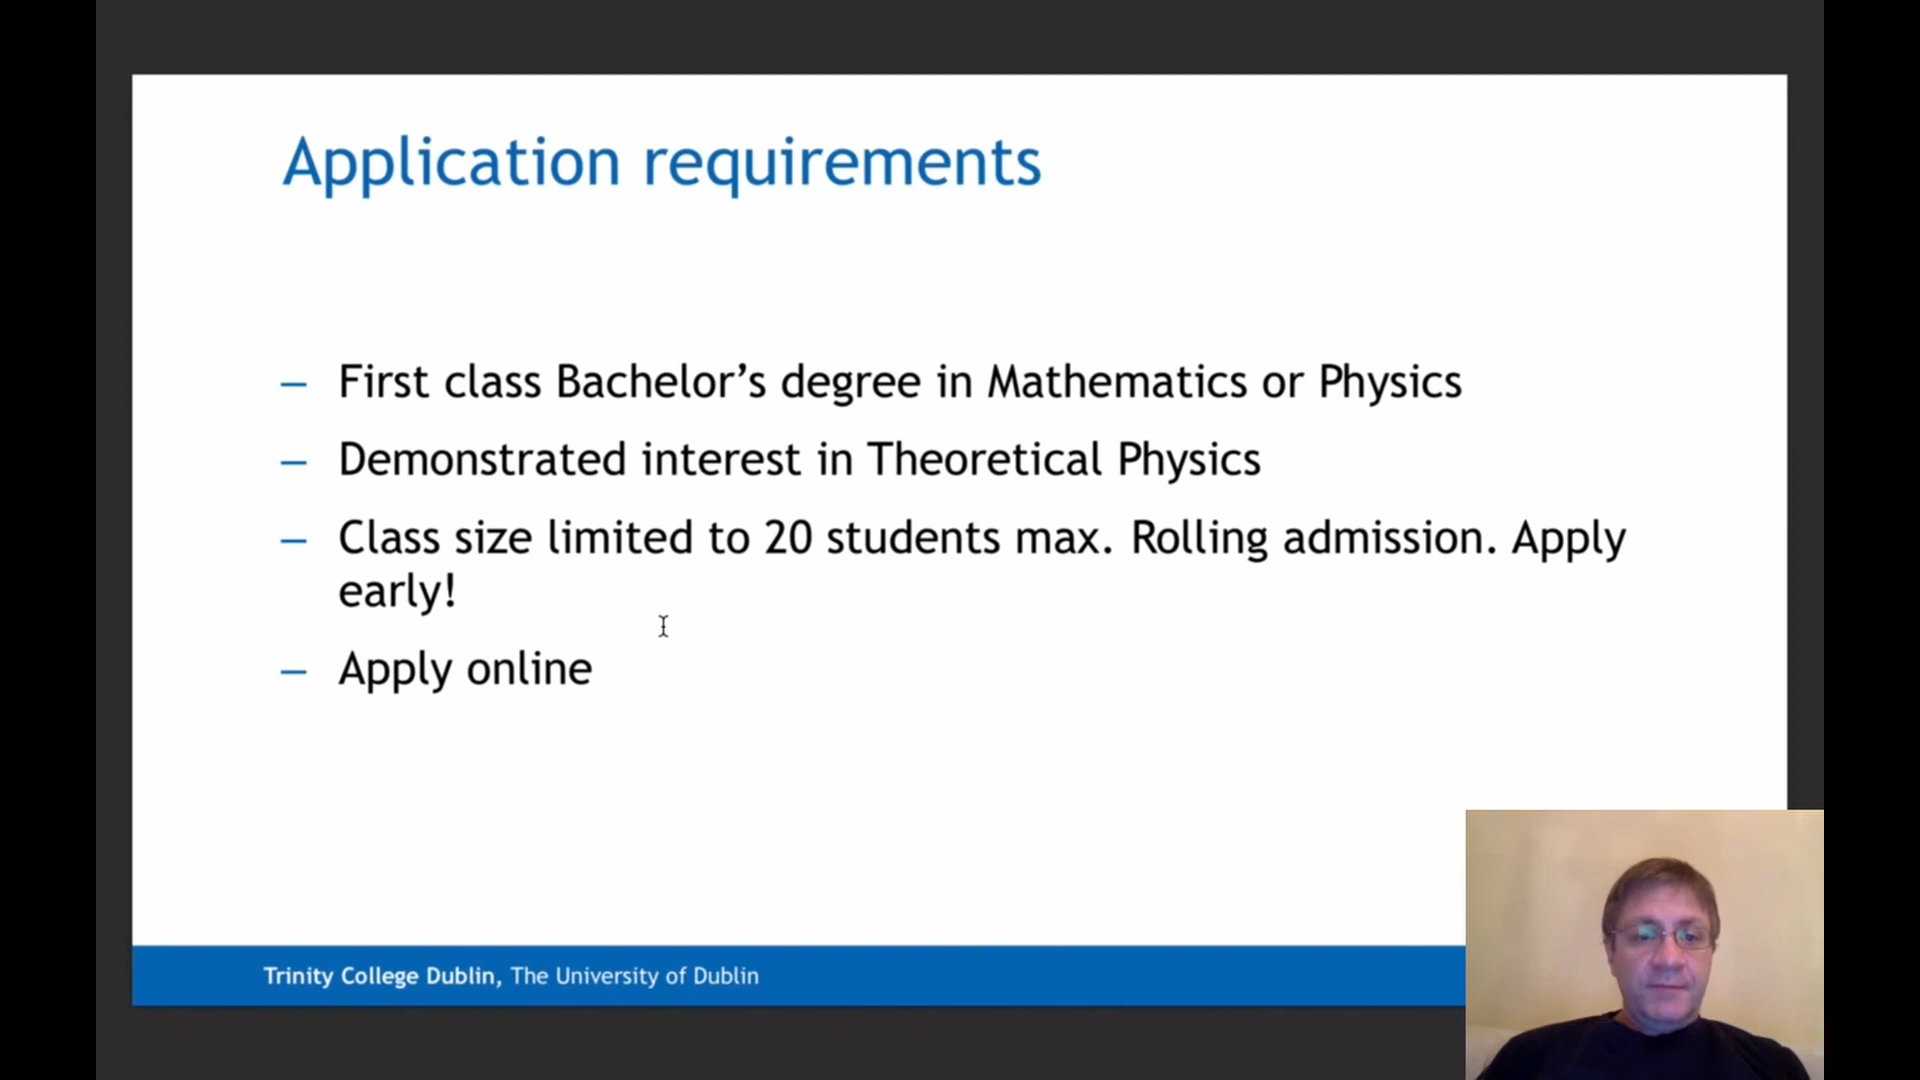 Application requirements
– First class Bachelor’s degree in Mathematics or Physics
– Demonstrated interest in Theoretical Physics
– Class size limited to 20 students max. Rolling admission. Apply
early!
– Apply online
Trinity College Dublin, The University of Dublin